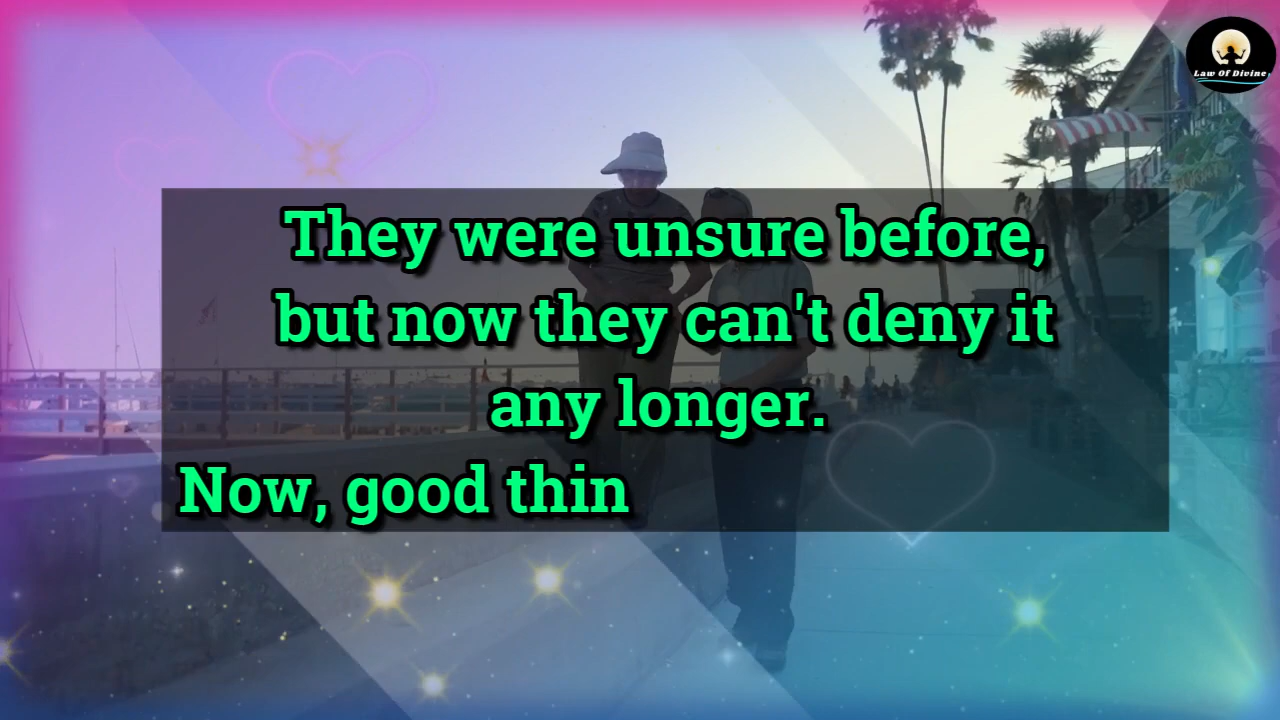 Law Of Divine
They were unsure before,
but now they can't deny it
any longer.
Now, good thin